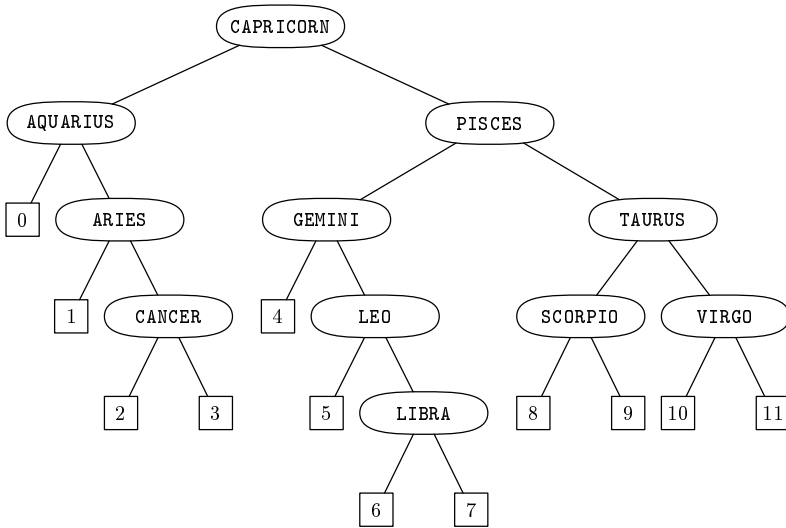 CAPRICORN
AQUARIUS PISCES
0 ARIES GEMINI TAURUS
1 CANCER 4 LEO SCORPIO VIRGO
2 3 5 LIBRA 8 9 10 11
6 7